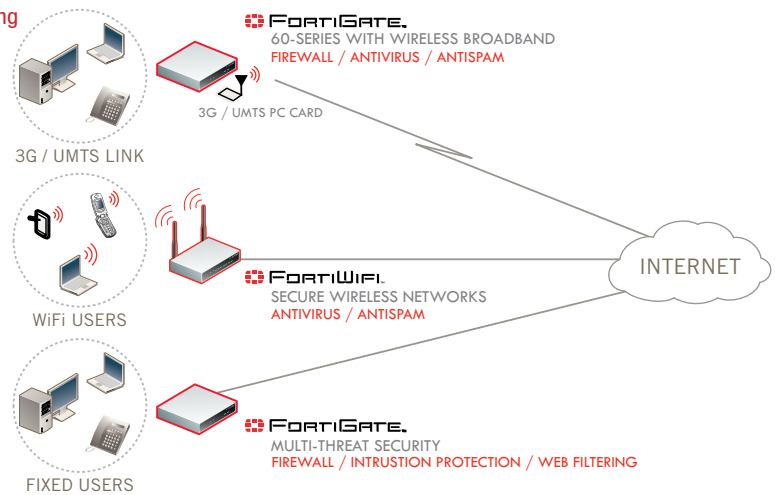 ng
FORTIGATE.
60-SERIES WITH WIRELESS BROADBAND
FIREWALL / ANTIVIRUS / ANTISPAM
3G / UMTS PC CARD
3G / UMTS LINK
INTERNET
FORTIWIFI.
SECURE WIRELESS NETWORKS
ANTIVIRUS / ANTISPAM
WiFi USERS
FORTIGATE.
MULTI-THREAT SECURITY
FIREWALL / INTRUSTION PROTECTION / WEB FILTERING
FIXED USERS